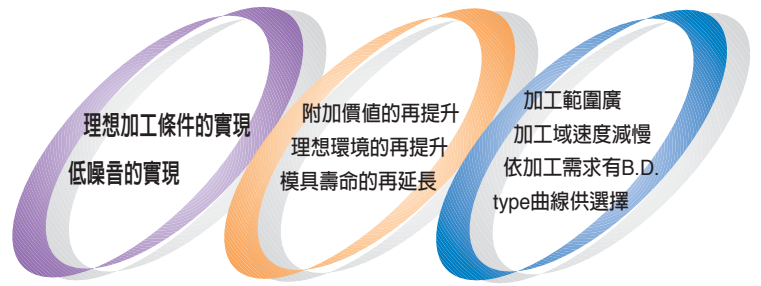 理想加工條件的實現
低噪音的實現
附加價值的再提升
理想環境的再提升
模具壽命的再延長
加工範圍廣
加工域速度減慢
依加工需求有B.D.
type曲線供選擇